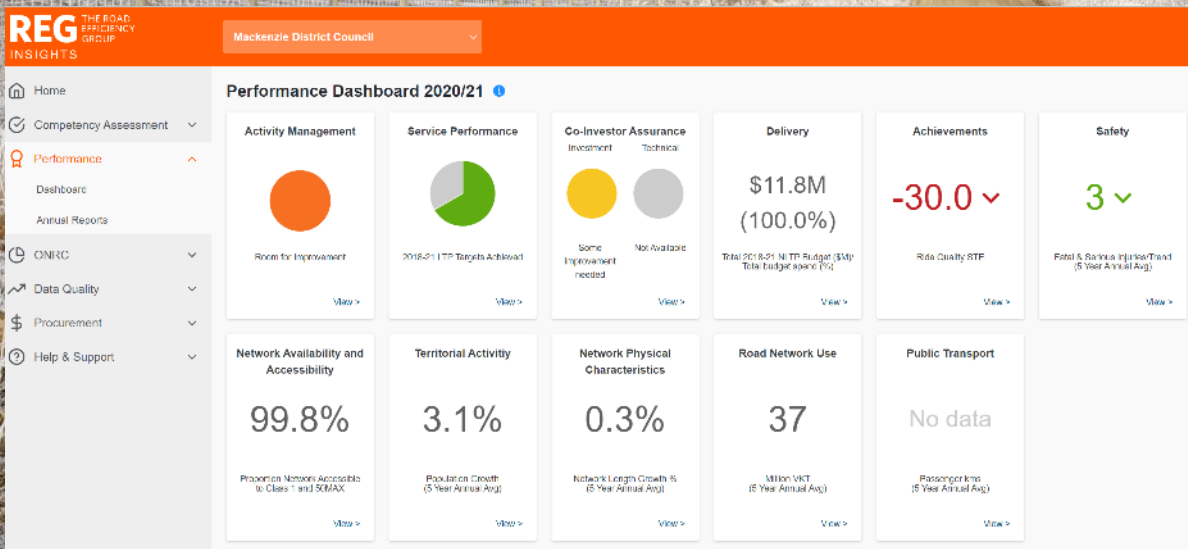 REG THE ROAD
EFFICIENCY
GROUP
INSIGHTS
Mackenzie District Council
Home
Competency Assessment
Performance
Dashboard
Annual Reports
ONRC
Data Quality
Procurement
Help & Support
Performance Dashboard 2020/21
Activity Management
Room for Improvement
View >
Service Performance
2018-21 LTP Targets Achieved
View >
Co-Investor Assurance
Investment Technical
Some
improvement
needed
Not Available
View >
Delivery
$11.8M
(100.0%)
Total 2018-21 NLTP Budget ($M)/
Total budget spend (%)
View >
Achievements
-30.0
Ride Quality STE
View >
Safety
3
Fatal & Serious Injuries/Trend
(5 Year Annual Avg)
View >
Network Availability and
Accessibility
99.8%
Proportion Network Accessible
to Class 1 and 50MAX
View >
Territorial Activitiy
3.1%
Population Growth
(5 Year Annual Avg)
View >
Network Physical
Characteristics
0.3%
Network Length Growth %
(5 Year Annual Avg)
View >
Road Network Use
37
Million VKT
(5 Year Annual Avg)
View >
Public Transport
No data
Passenger kms
(5 Year Annual Avg)
View >